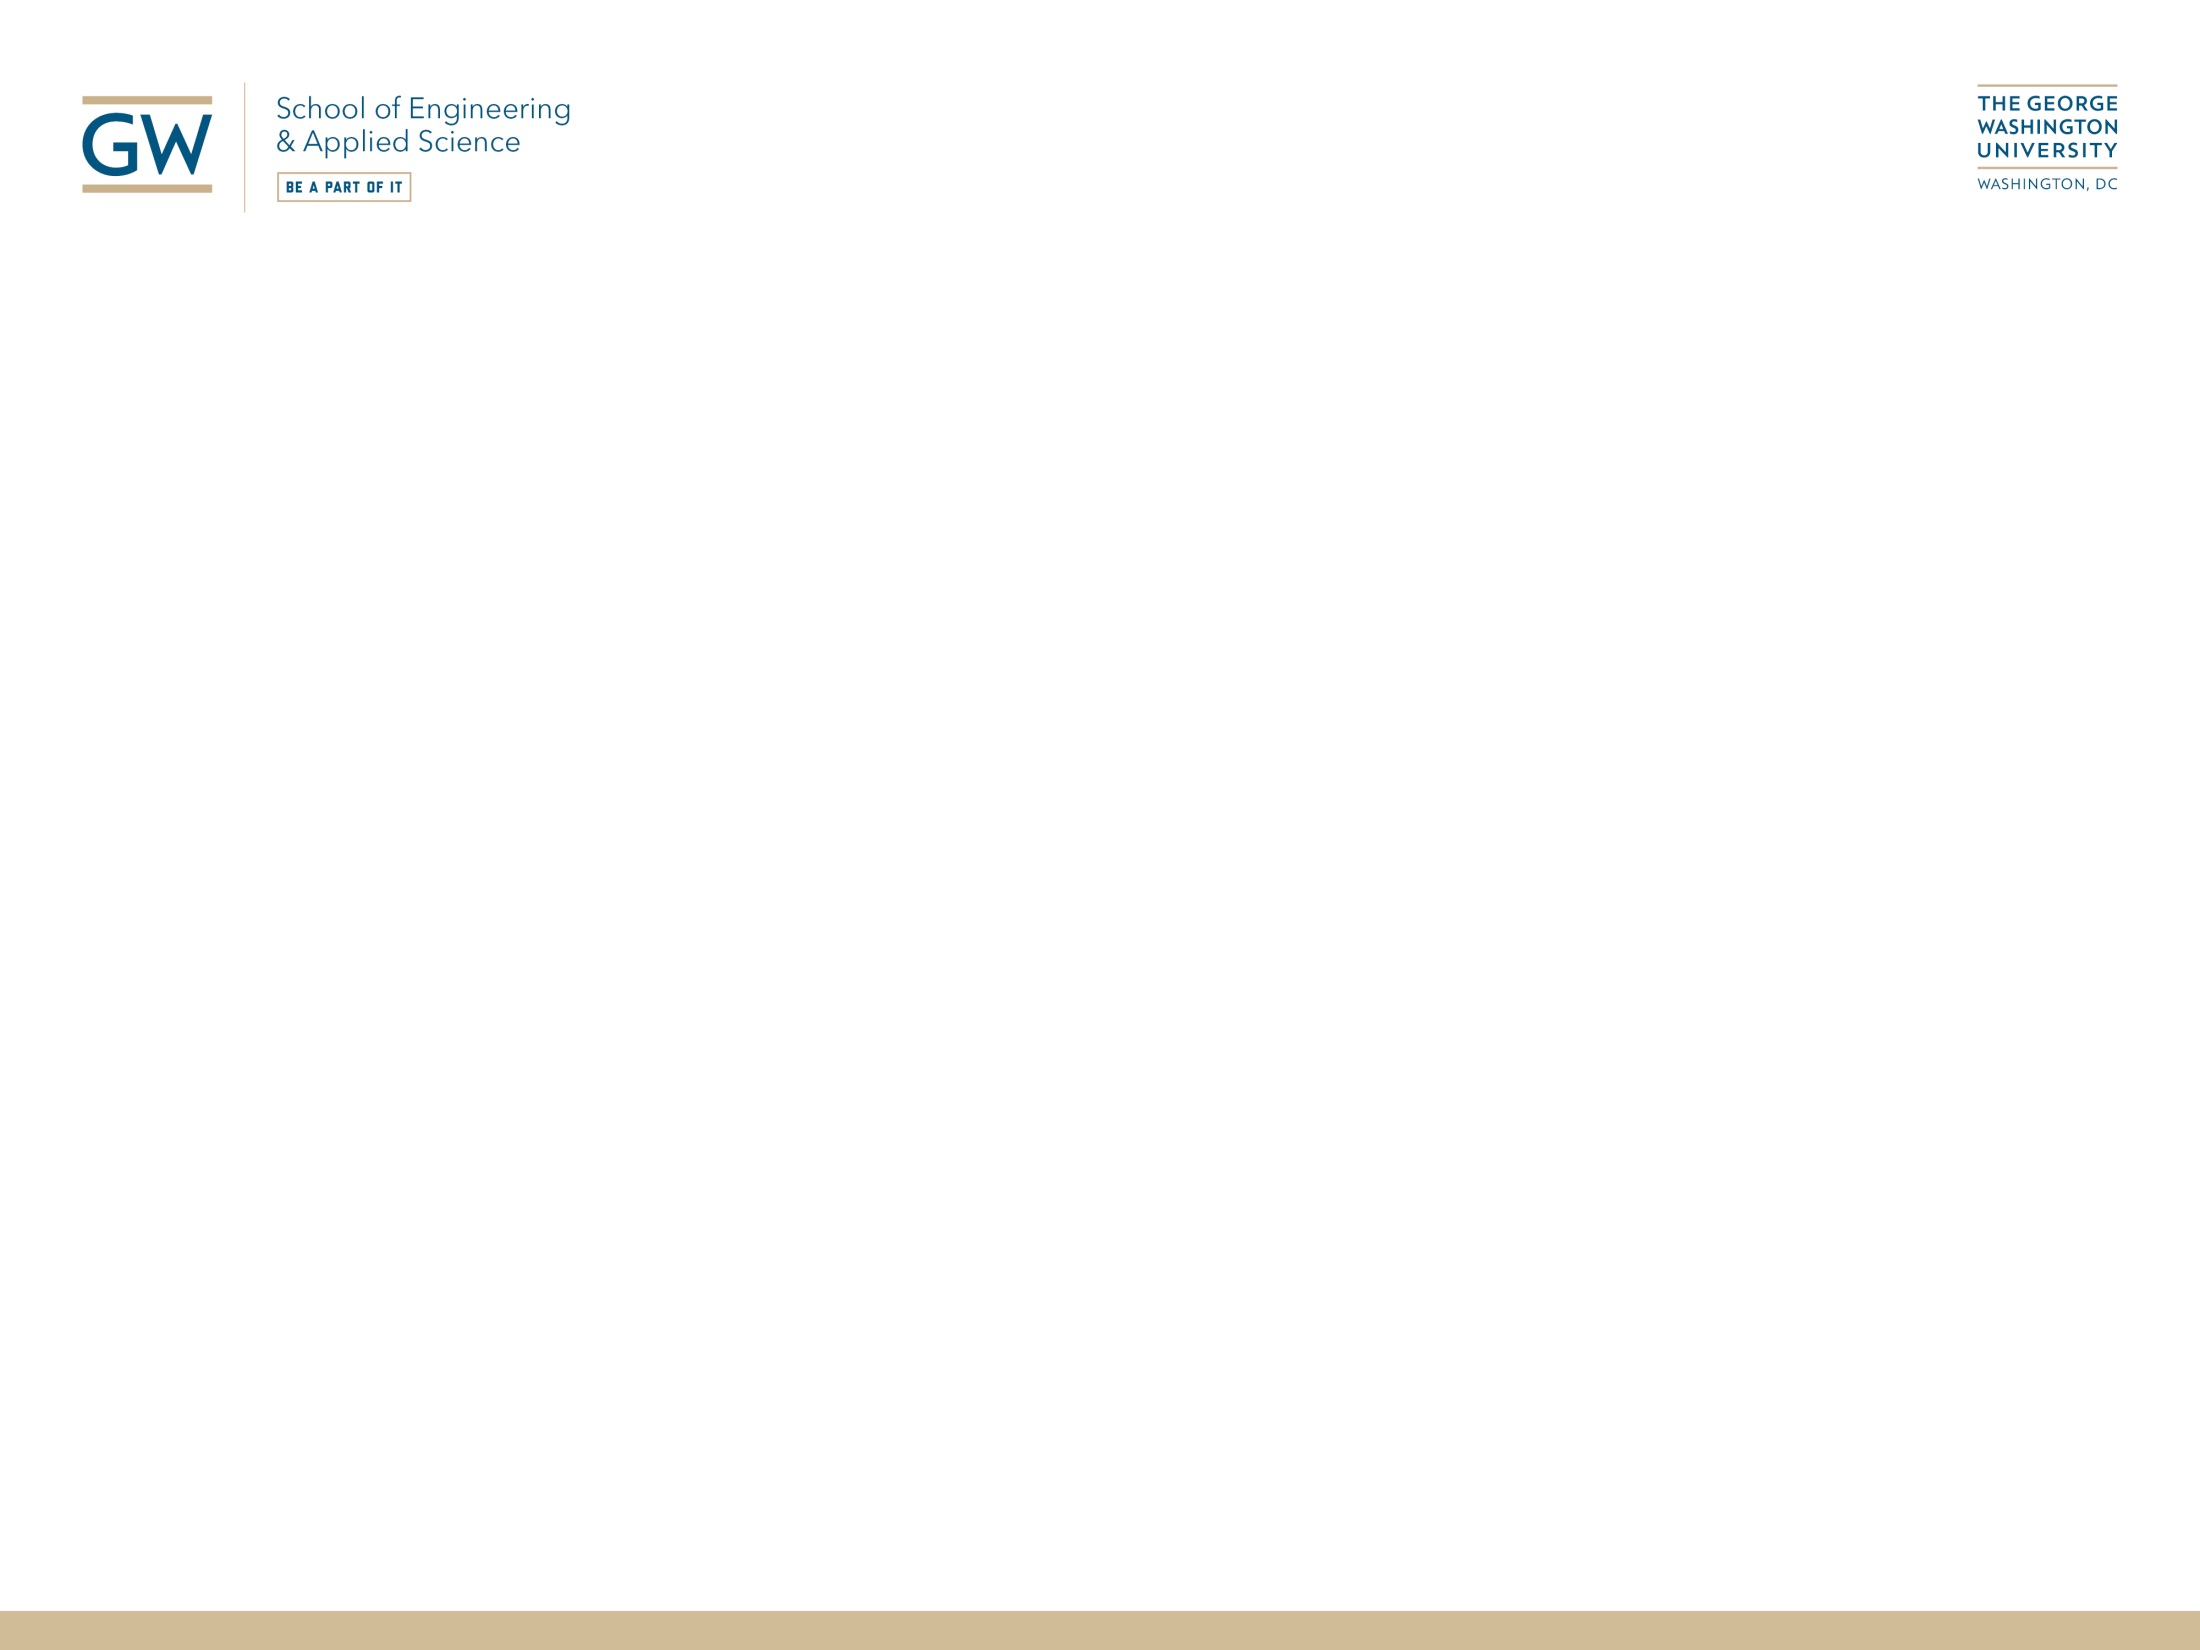 GW
School of Engineering
& Applied Science
BE A PART OF IT
THE GEORGE
WASHINGTON
UNIVERSITY
WASHINGTON, DC